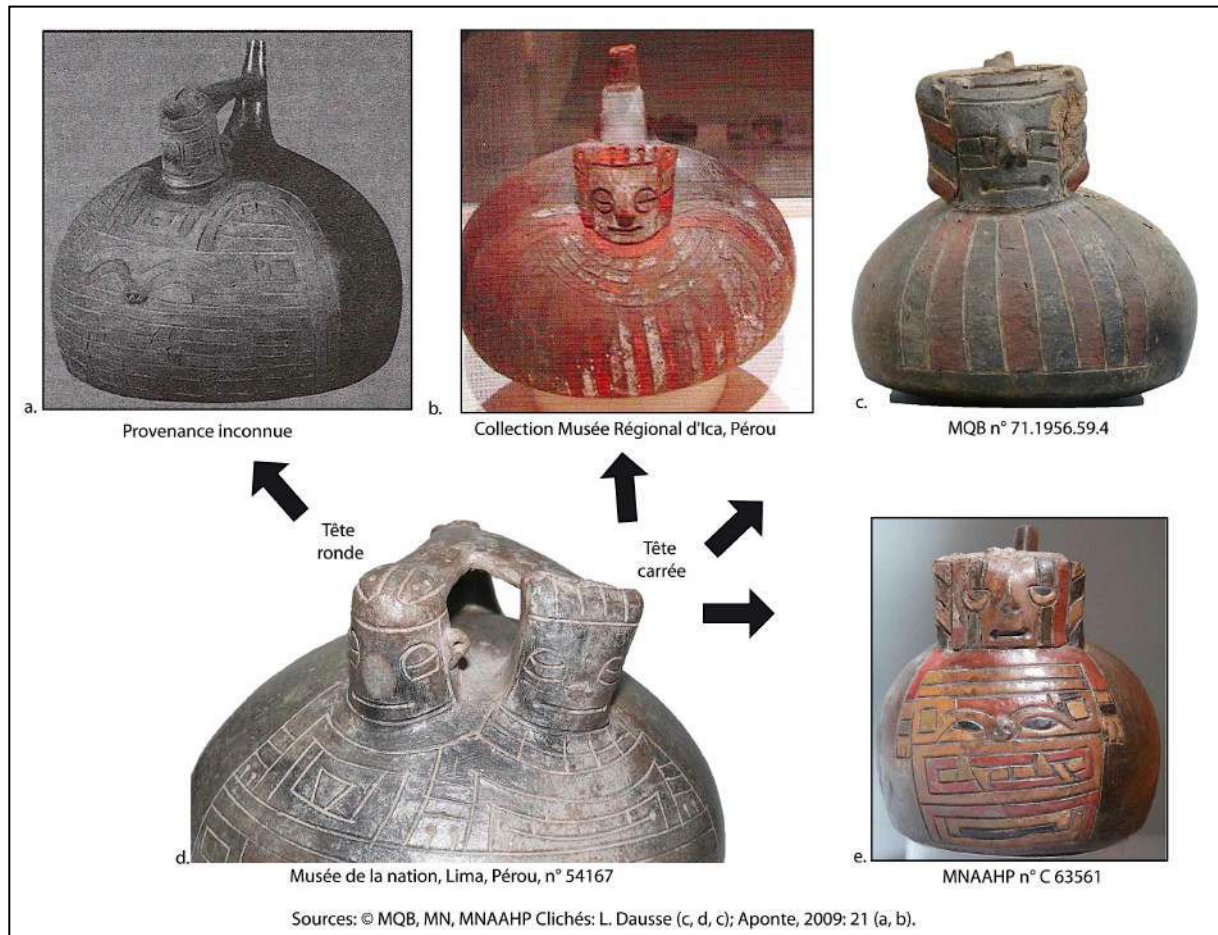 a.
Provenance inconnue
b.
Collection Musée Régional d'Ica, Pérou
c.
MQB n° 71.1956.59.4
Tête
ronde
Tête
carrée
d.
Musée de la nation, Lima, Pérou, n° 54167
e.
MNAAHP n° C 63561
Sources: © MQB, MN, MNAAHP Clichés: L. Dausse (c, d, c); Aponte, 2009: 21 (a, b).